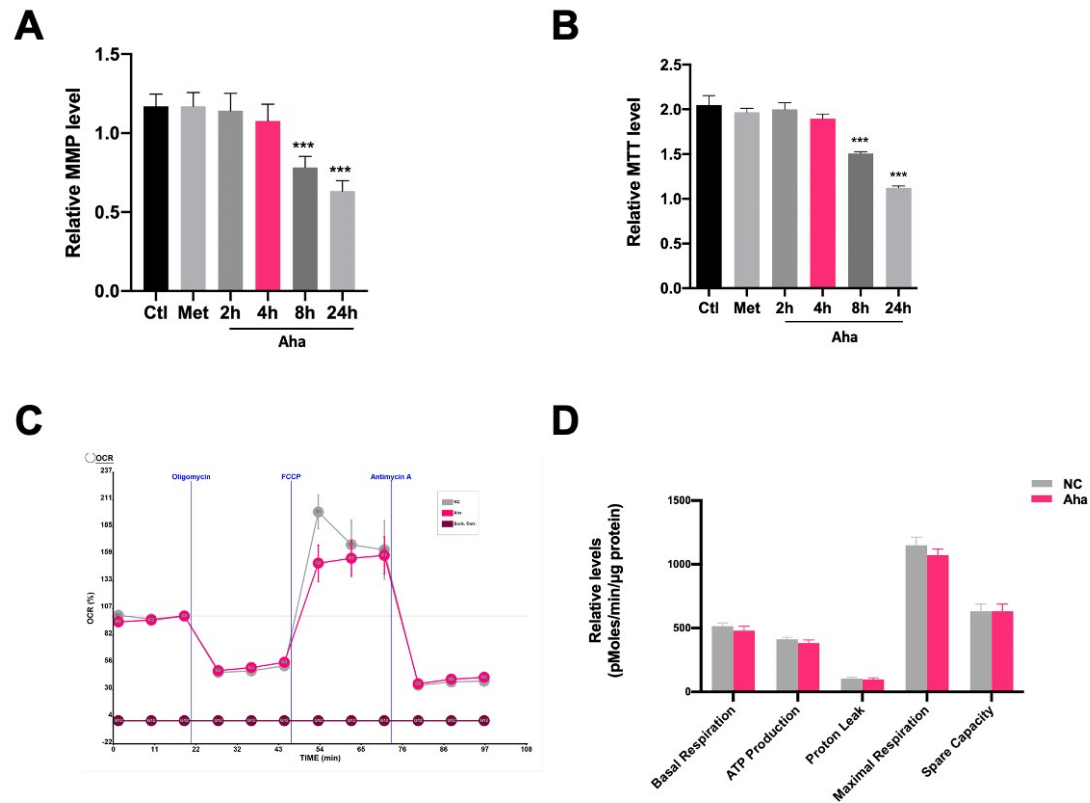 A
Relative MMP level
1.5
1.0
0.5
0.0
***
***
Ctl Met 2h 4h 8h 24h
Aha
B
Relative MTT level
2.5
2.0
1.5
1.0
0.5
0.0
***
***
Ctl Met 2h 4h 8h 24h
Aha
C
OCR
237
211
185
159
133
107
82
56
30
4
-22
OCR (%)
Oligomycin
FCCP
Antimycin A
NC
Aha
0 11 22 32 43 54 65 76 86 97 108
TIME (min)
D
NC
Aha
Relative levels
(pMoles/min/μg protein)
1500
1000
500
0
Basal Respiration
ATP Production
Proton Leak
Maximal Respiration
Spare Capacity